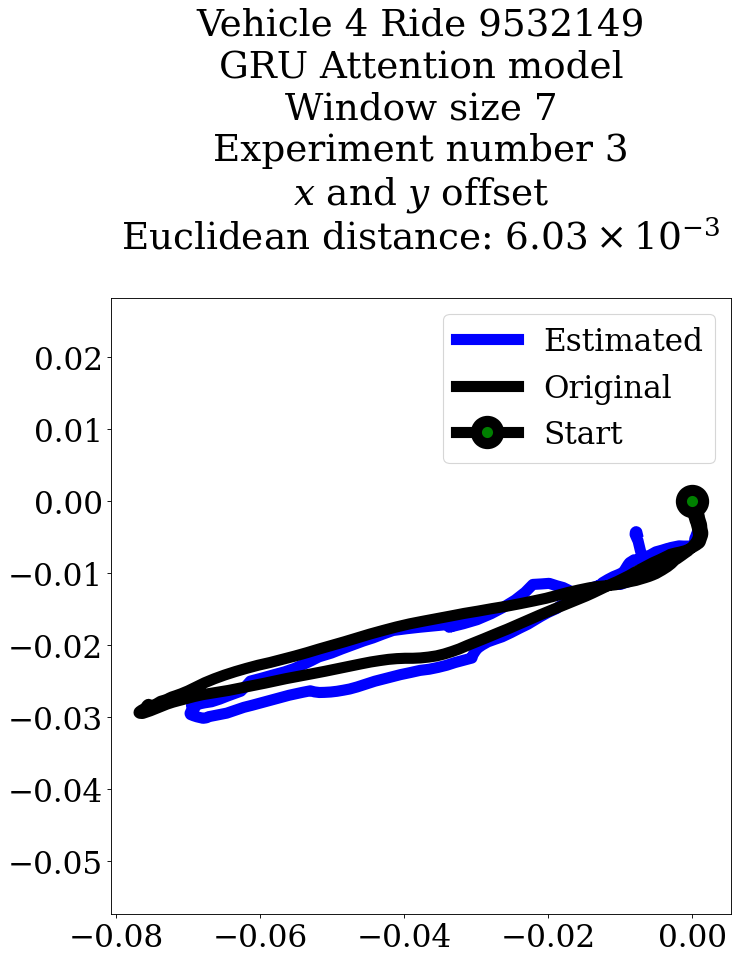 Vehicle 4 Ride 9532149
GRU Attention model
Window size 7
Experiment number 3
x and y offset
Euclidean distance: 6.03 × 10⁻³
Estimated
Original
Start
0.02
0.01
0.00
−0.01
−0.02
−0.03
−0.04
−0.05
−0.08 −0.06 −0.04 −0.02 0.00